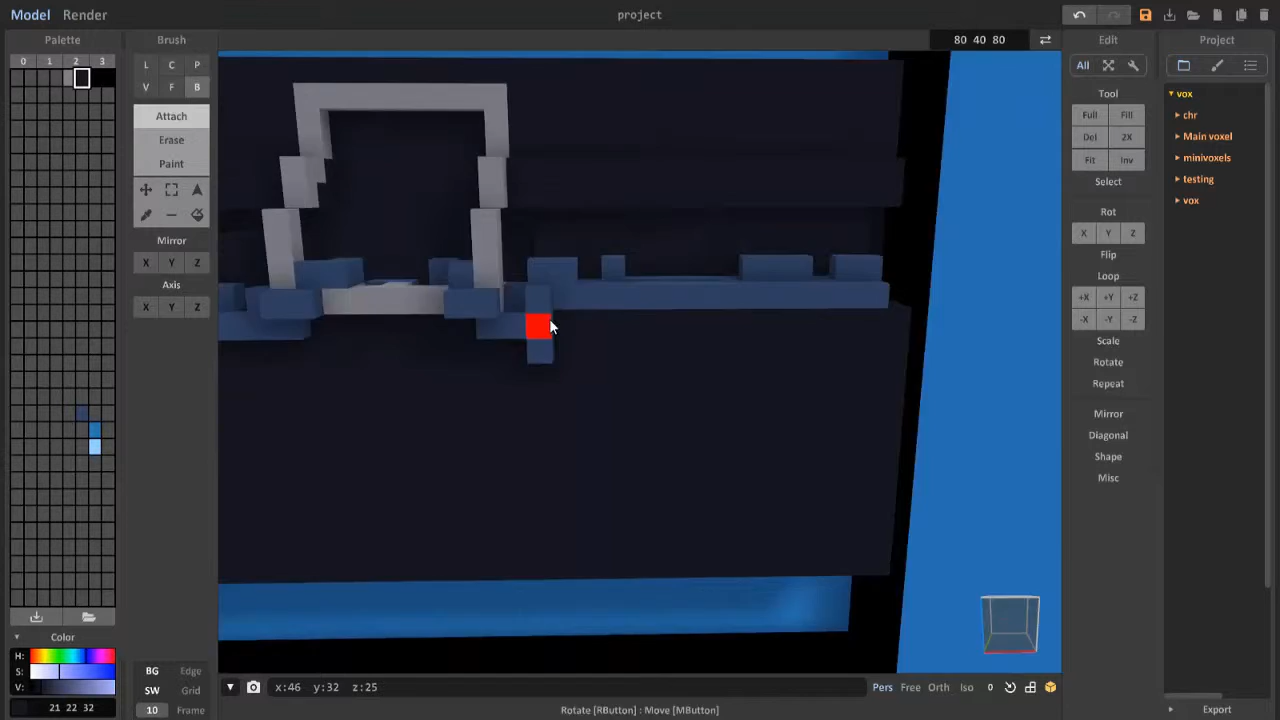 Model Render
project
Palette
Brush
80 40 80
Edit
Project
0 1 2 3
L C P
V F B
Attach
Erase
Paint
Mirror
X Y Z
Axis
X Y Z
All
Tool
Full Fill
Del 2X
Fit Inv
Select
Rot
X Y Z
Flip
Loop
+X +Y +Z
-X -Y -Z
Scale
Rotate
Repeat
Mirror
Diagonal
Shape
Misc
vox
chr
Main voxel
minivoxels
testing
vox
Color
H:
S:
V:
21 22 32
BG Edge
SW Grid
10 Frame
x:46 y:32 z:25
Pers Free Orth Iso 0
Rotate [RButton] : Move [MButton]
Export